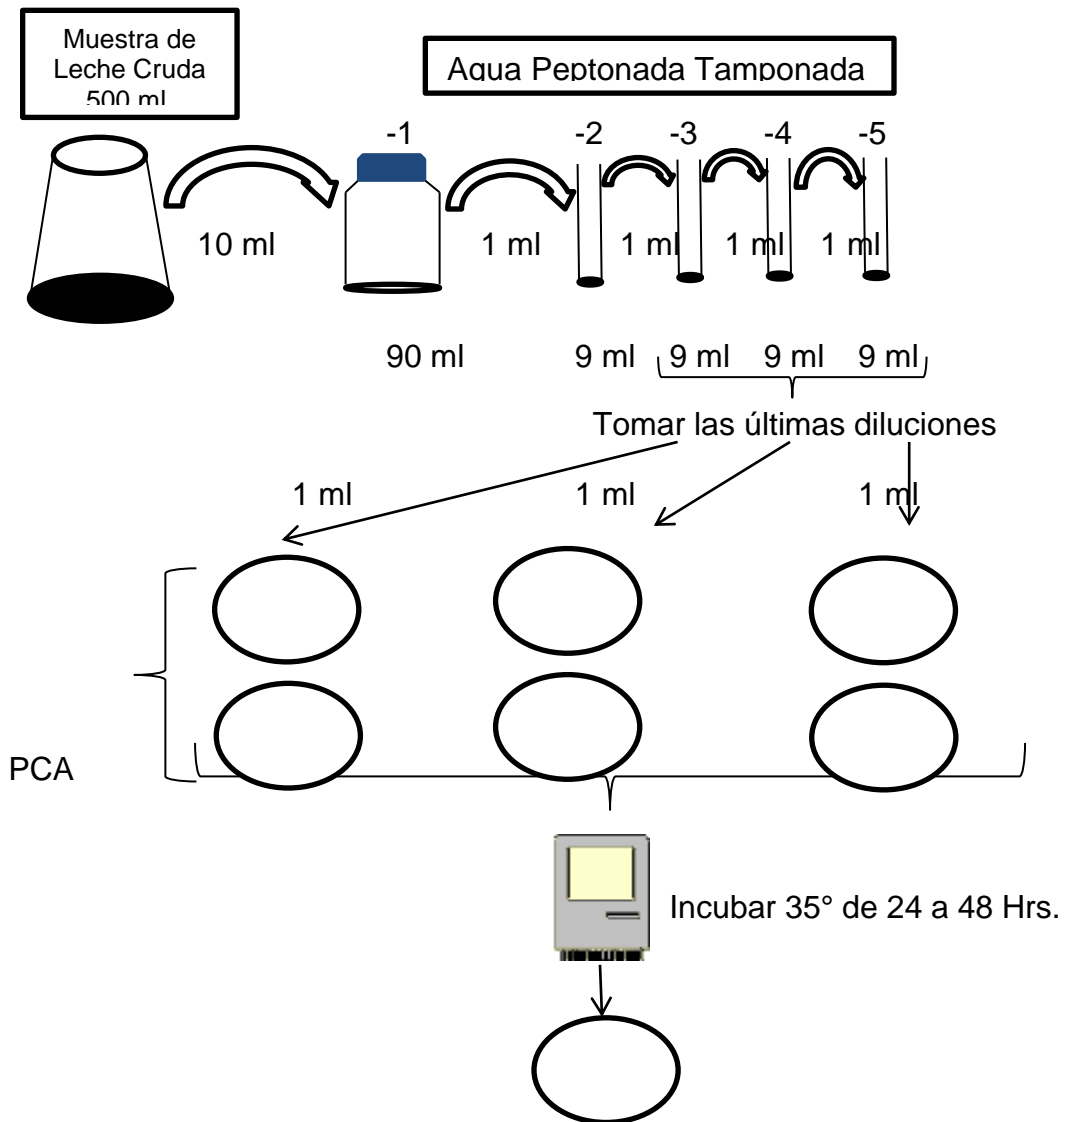 Muestra de
Leche Cruda
500 ml
Agua Peptonada Tamponada
-1 -2 -3 -4 -5
10 ml 1 ml 1 ml 1 ml 1 ml
90 ml 9 ml 9 ml 9 ml 9 ml
Tomar las últimas diluciones
1 ml 1 ml 1 ml
PCA
Incubar 35° de 24 a 48 Hrs.